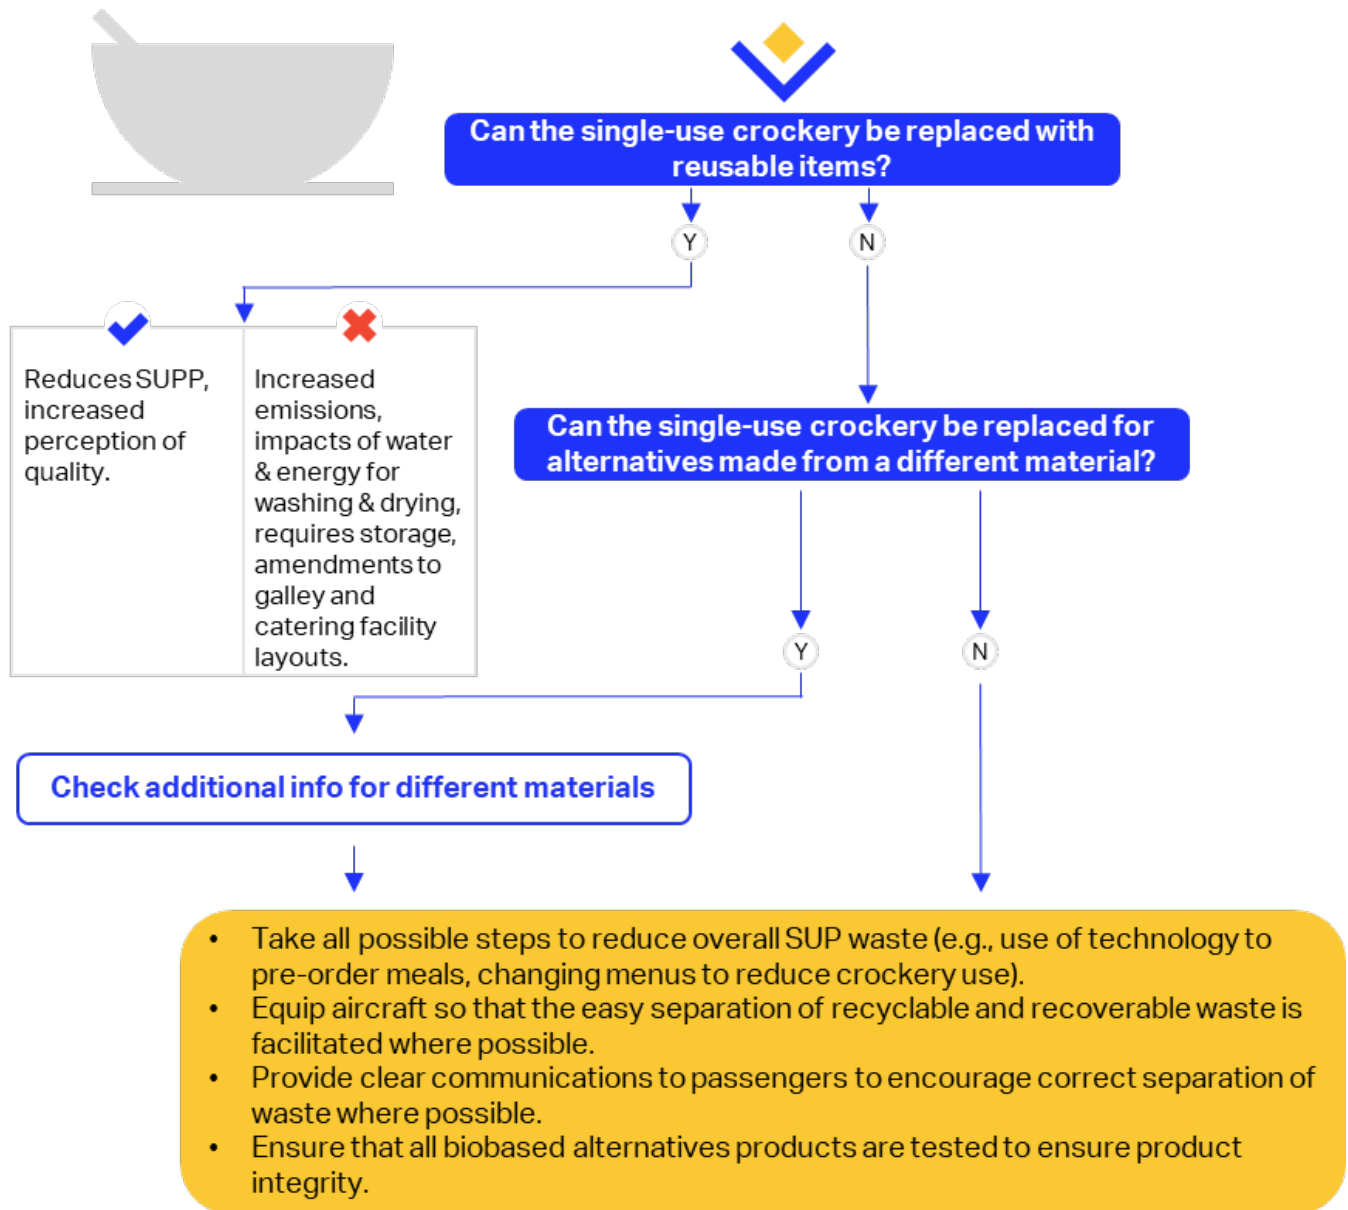 Can the single-use crockery be replaced with
reusable items?
Y
N
Reduces SUPP,
increased
perception of
quality.
Increased
emissions,
impacts of water
& energy for
washing & drying,
requires storage,
amendments to
galley and
catering facility
layouts.
Can the single-use crockery be replaced for
alternatives made from a different material?
Y
N
Check additional info for different materials
• Take all possible steps to reduce overall SUP waste (e.g., use of technology to
pre-order meals, changing menus to reduce crockery use).
• Equip aircraft so that the easy separation of recyclable and recoverable waste is
facilitated where possible.
• Provide clear communications to passengers to encourage correct separation of
waste where possible.
• Ensure that all biobased alternatives products are tested to ensure product
integrity.